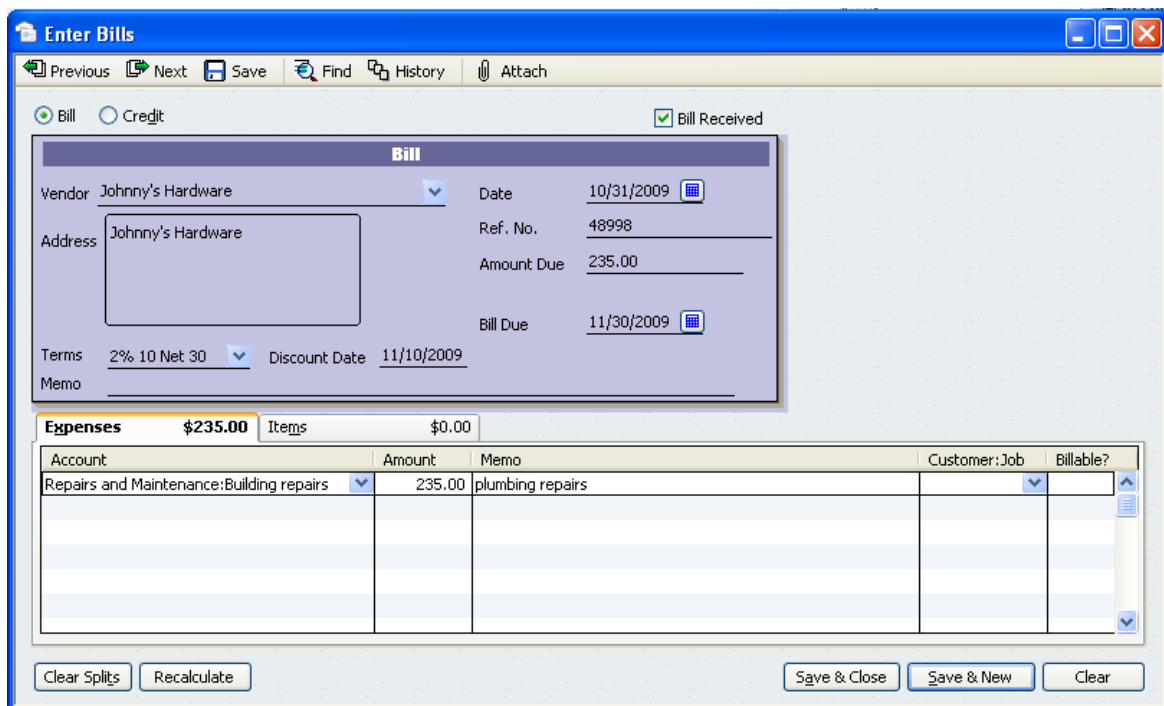 Enter Bills
Previous Next Save Find History Attach
Bill Credit Bill Received
Bill
Vendor Johnny's Hardware Date 10/31/2009
Address Johnny's Hardware Ref. No. 48998
Amount Due 235.00
Bill Due 11/30/2009
Terms 2% 10 Net 30 Discount Date 11/10/2009
Memo
Expenses $235.00 Items $0.00
Account Amount Memo Customer:Job Billable?
Repairs and Maintenance:Building repairs 235.00 plumbing repairs
Clear Splits Recalculate Save & Close Save & New Clear